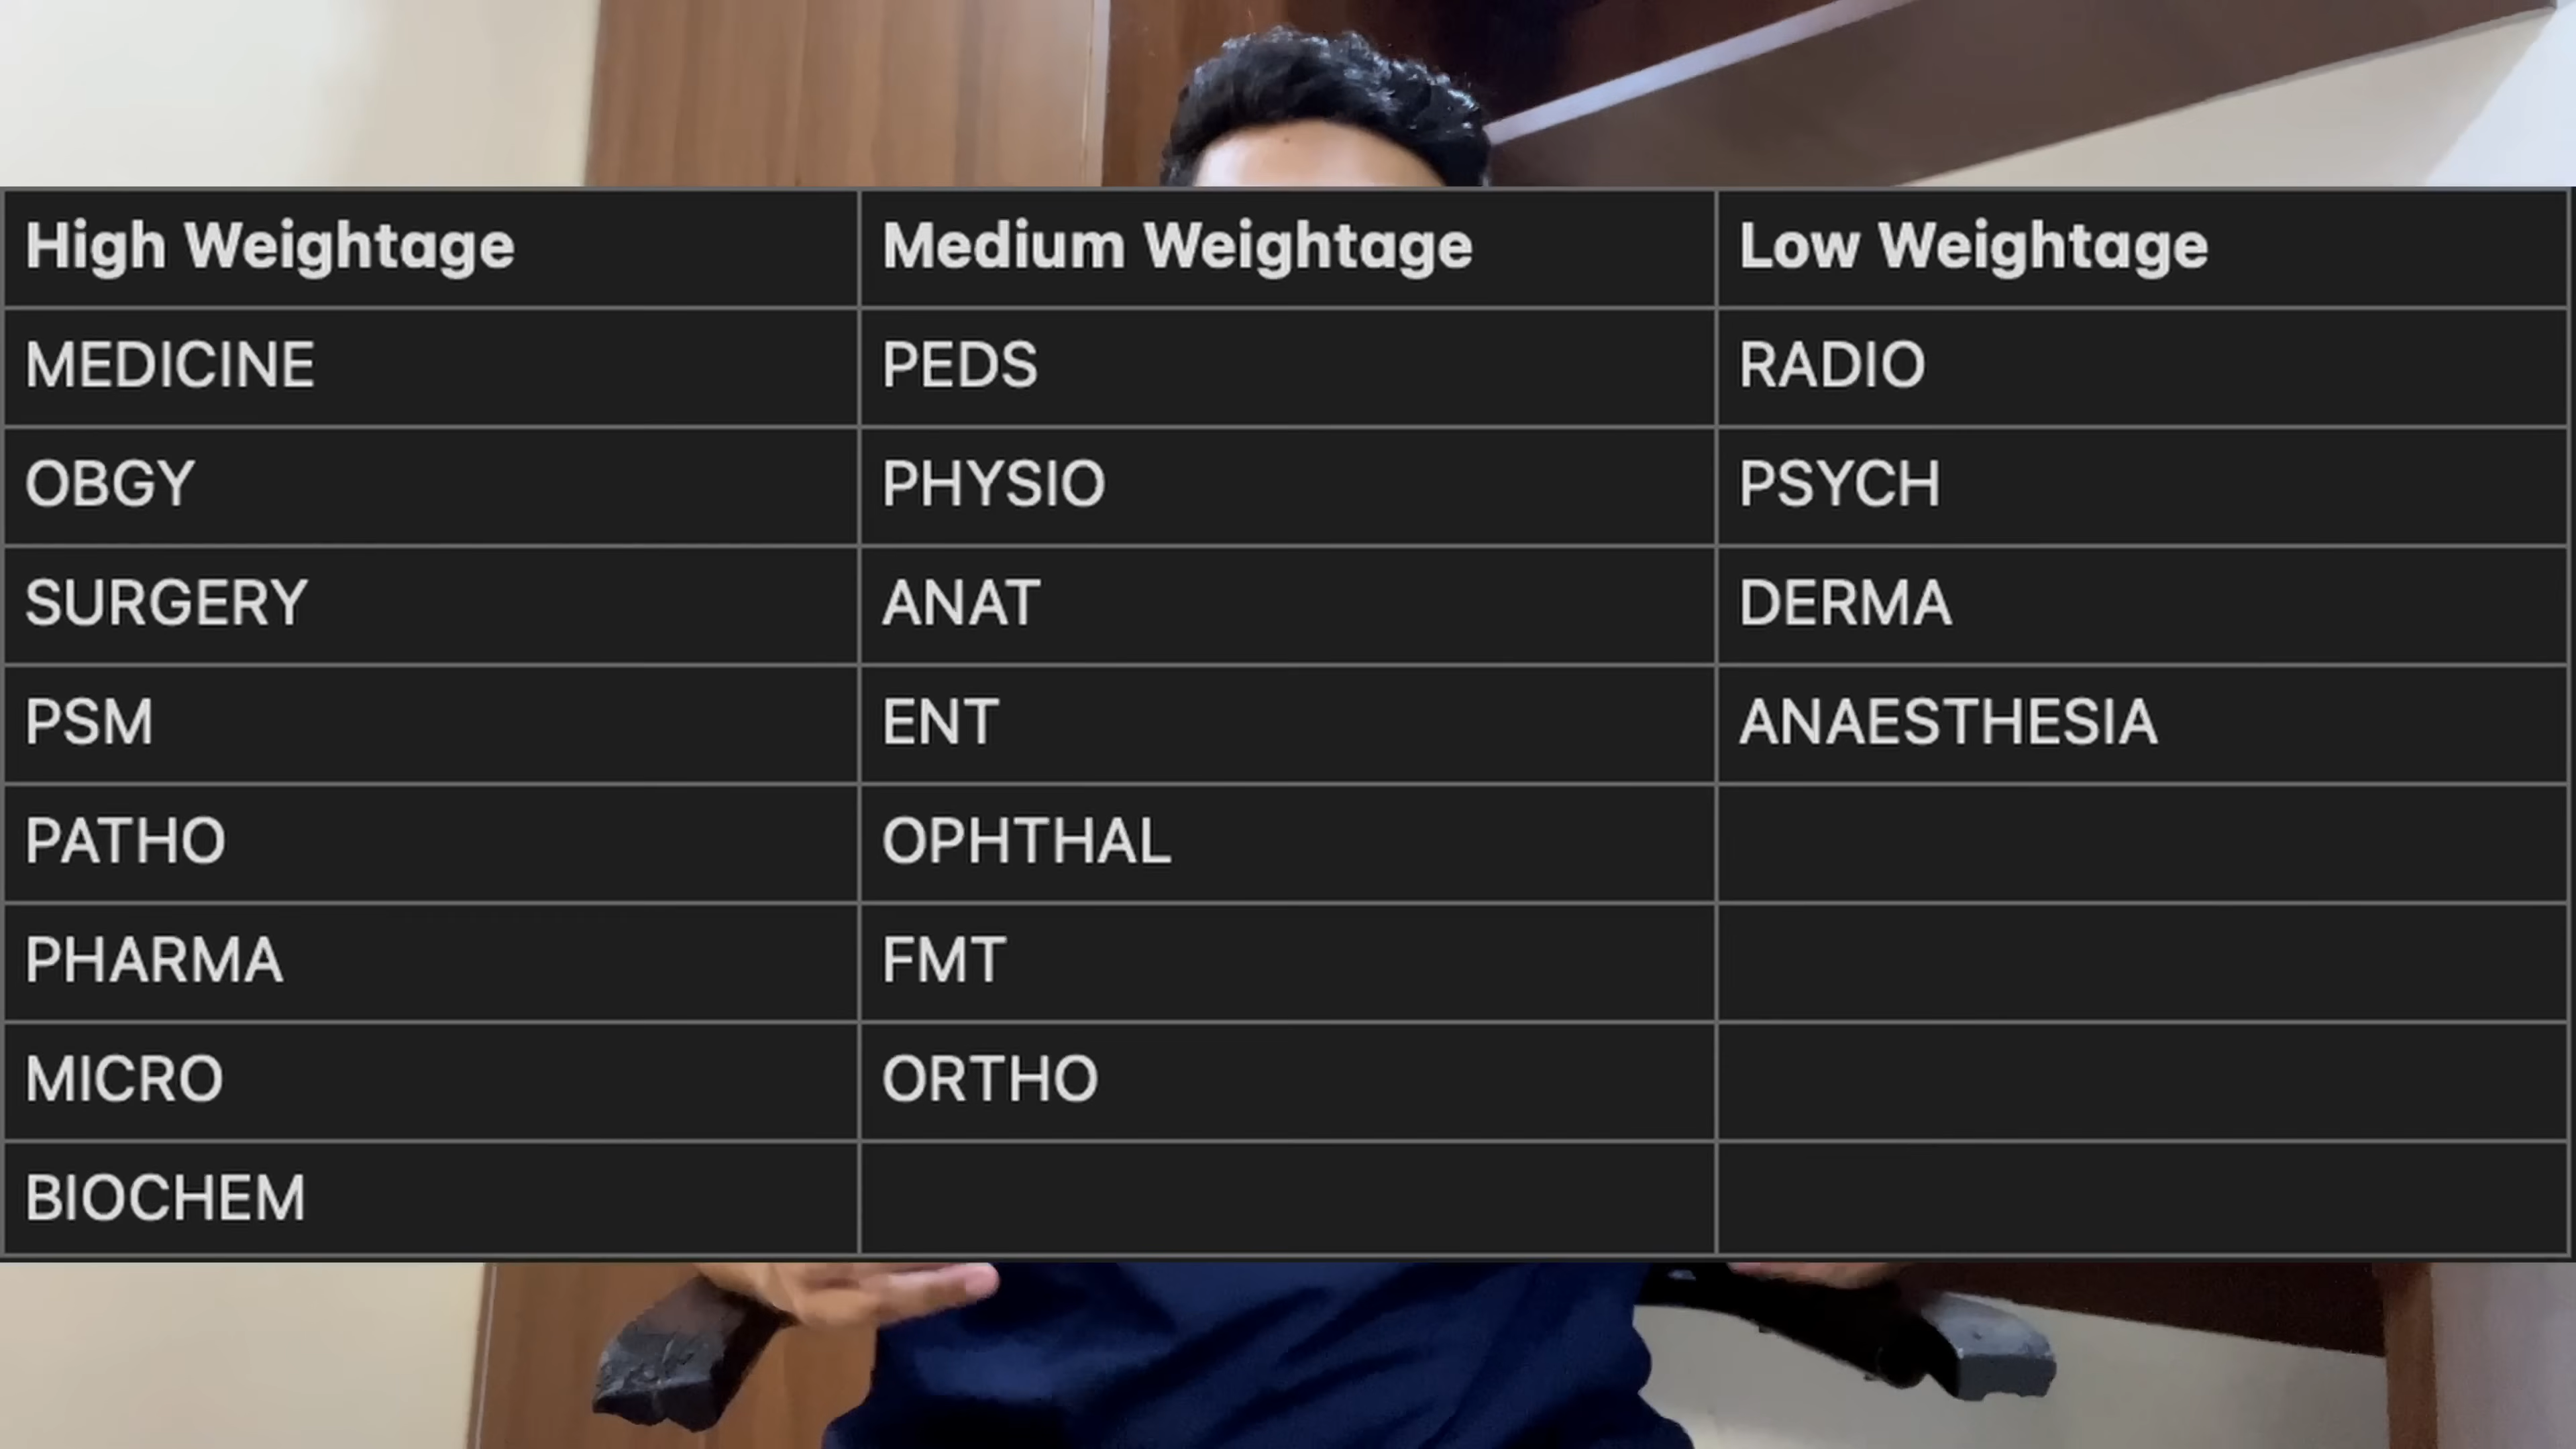 High Weightage Medium Weightage Low Weightage
MEDICINE PEDS RADIO
OBGY PHYSIO PSYCH
SURGERY ANAT DERMA
PSM ENT ANAESTHESIA
PATHO OPHTHAL
PHARMA FMT
MICRO ORTHO
BIOCHEM